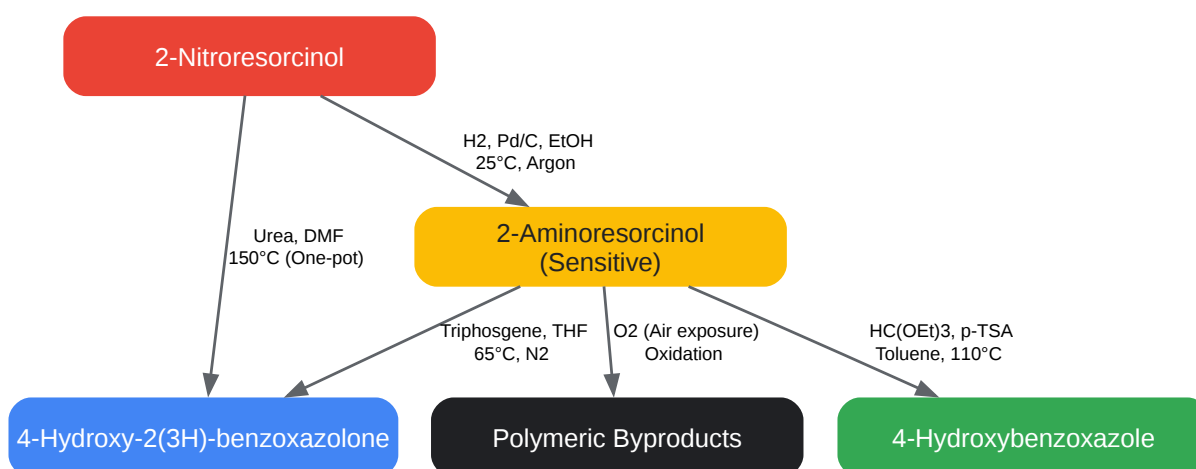 2-Nitroresorcinol
H2, Pd/C, EtOH
25°C, Argon
Urea, DMF
150°C (One-pot)
2-Aminoresorcinol
(Sensitive)
Triphosgene, THF
65°C, N2
O2 (Air exposure)
Oxidation
HC(OEt)3, p-TSA
Toluene, 110°C
4-Hydroxy-2(3H)-benzoxazolone
Polymeric Byproducts
4-Hydroxybenzoxazole